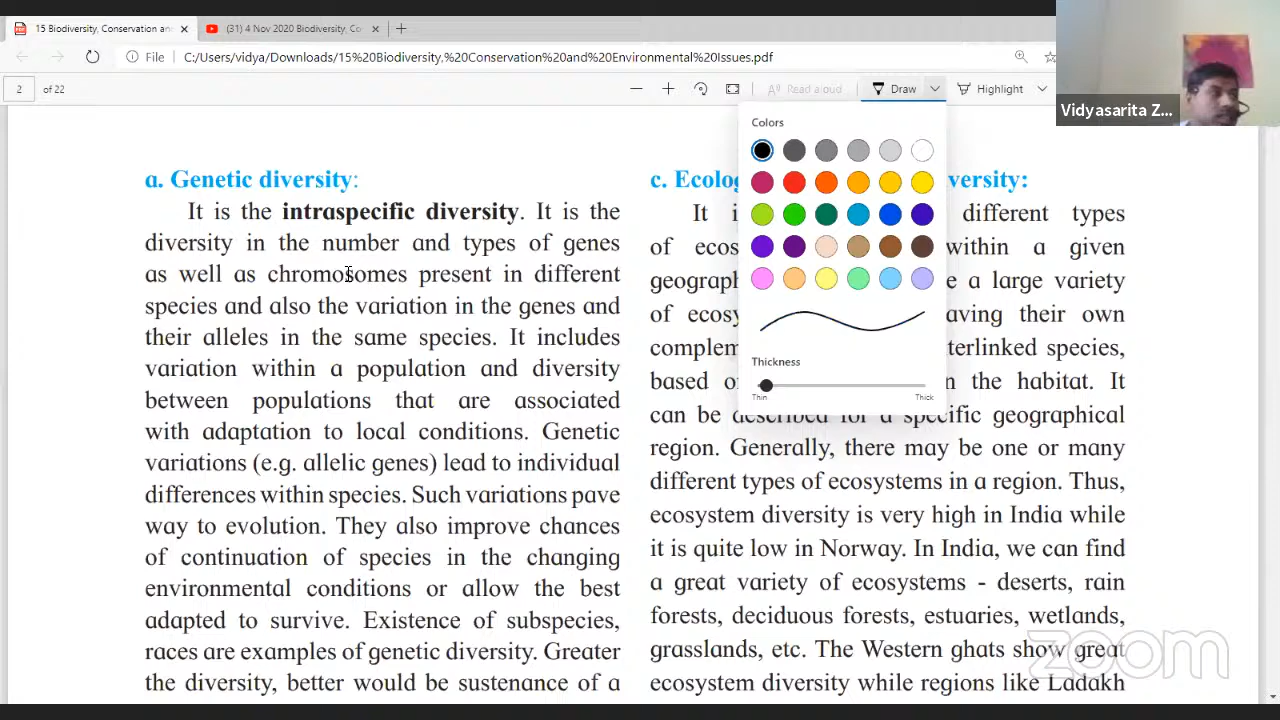 15 Biodiversity, Conservation an
(31) 4 Nov 2020 Biodiversity, Co
File
C:/Users/vidya/Downloads/15%20Biodiversity,%20Conservation%20and%20Environmental%20Issues.pdf
2 of 22
Read aloud
Draw
Highlight
Vidyasarita Z...
Colors
Thickness
Thin
Thick
a. Genetic diversity:
It is the intraspecific diversity. It is the
diversity in the number and types of genes
as well as chromosomes present in different
species and also the variation in the genes and
their alleles in the same species. It includes
variation within a population and diversity
between populations that are associated
with adaptation to local conditions. Genetic
variations (e.g. allelic genes) lead to individual
differences within species. Such variations pave
way to evolution. They also improve chances
of continuation of species in the changing
environmental conditions or allow the best
adapted to survive. Existence of subspecies,
races are examples of genetic diversity. Greater
the diversity, better would be sustenance of a
c. Ecolog versity:
It i different types
of ecos within a given
geograph e a large variety
of ecosy aving their own
complem terlinked species,
based o n the habitat. It
can be described for a specific geographical
region. Generally, there may be one or many
different types of ecosystems in a region. Thus,
ecosystem diversity is very high in India while
it is quite low in Norway. In India, we can find
a great variety of ecosystems - deserts, rain
forests, deciduous forests, estuaries, wetlands,
grasslands, etc. The Western ghats show great
ecosystem diversity while regions like Ladakh
zoom